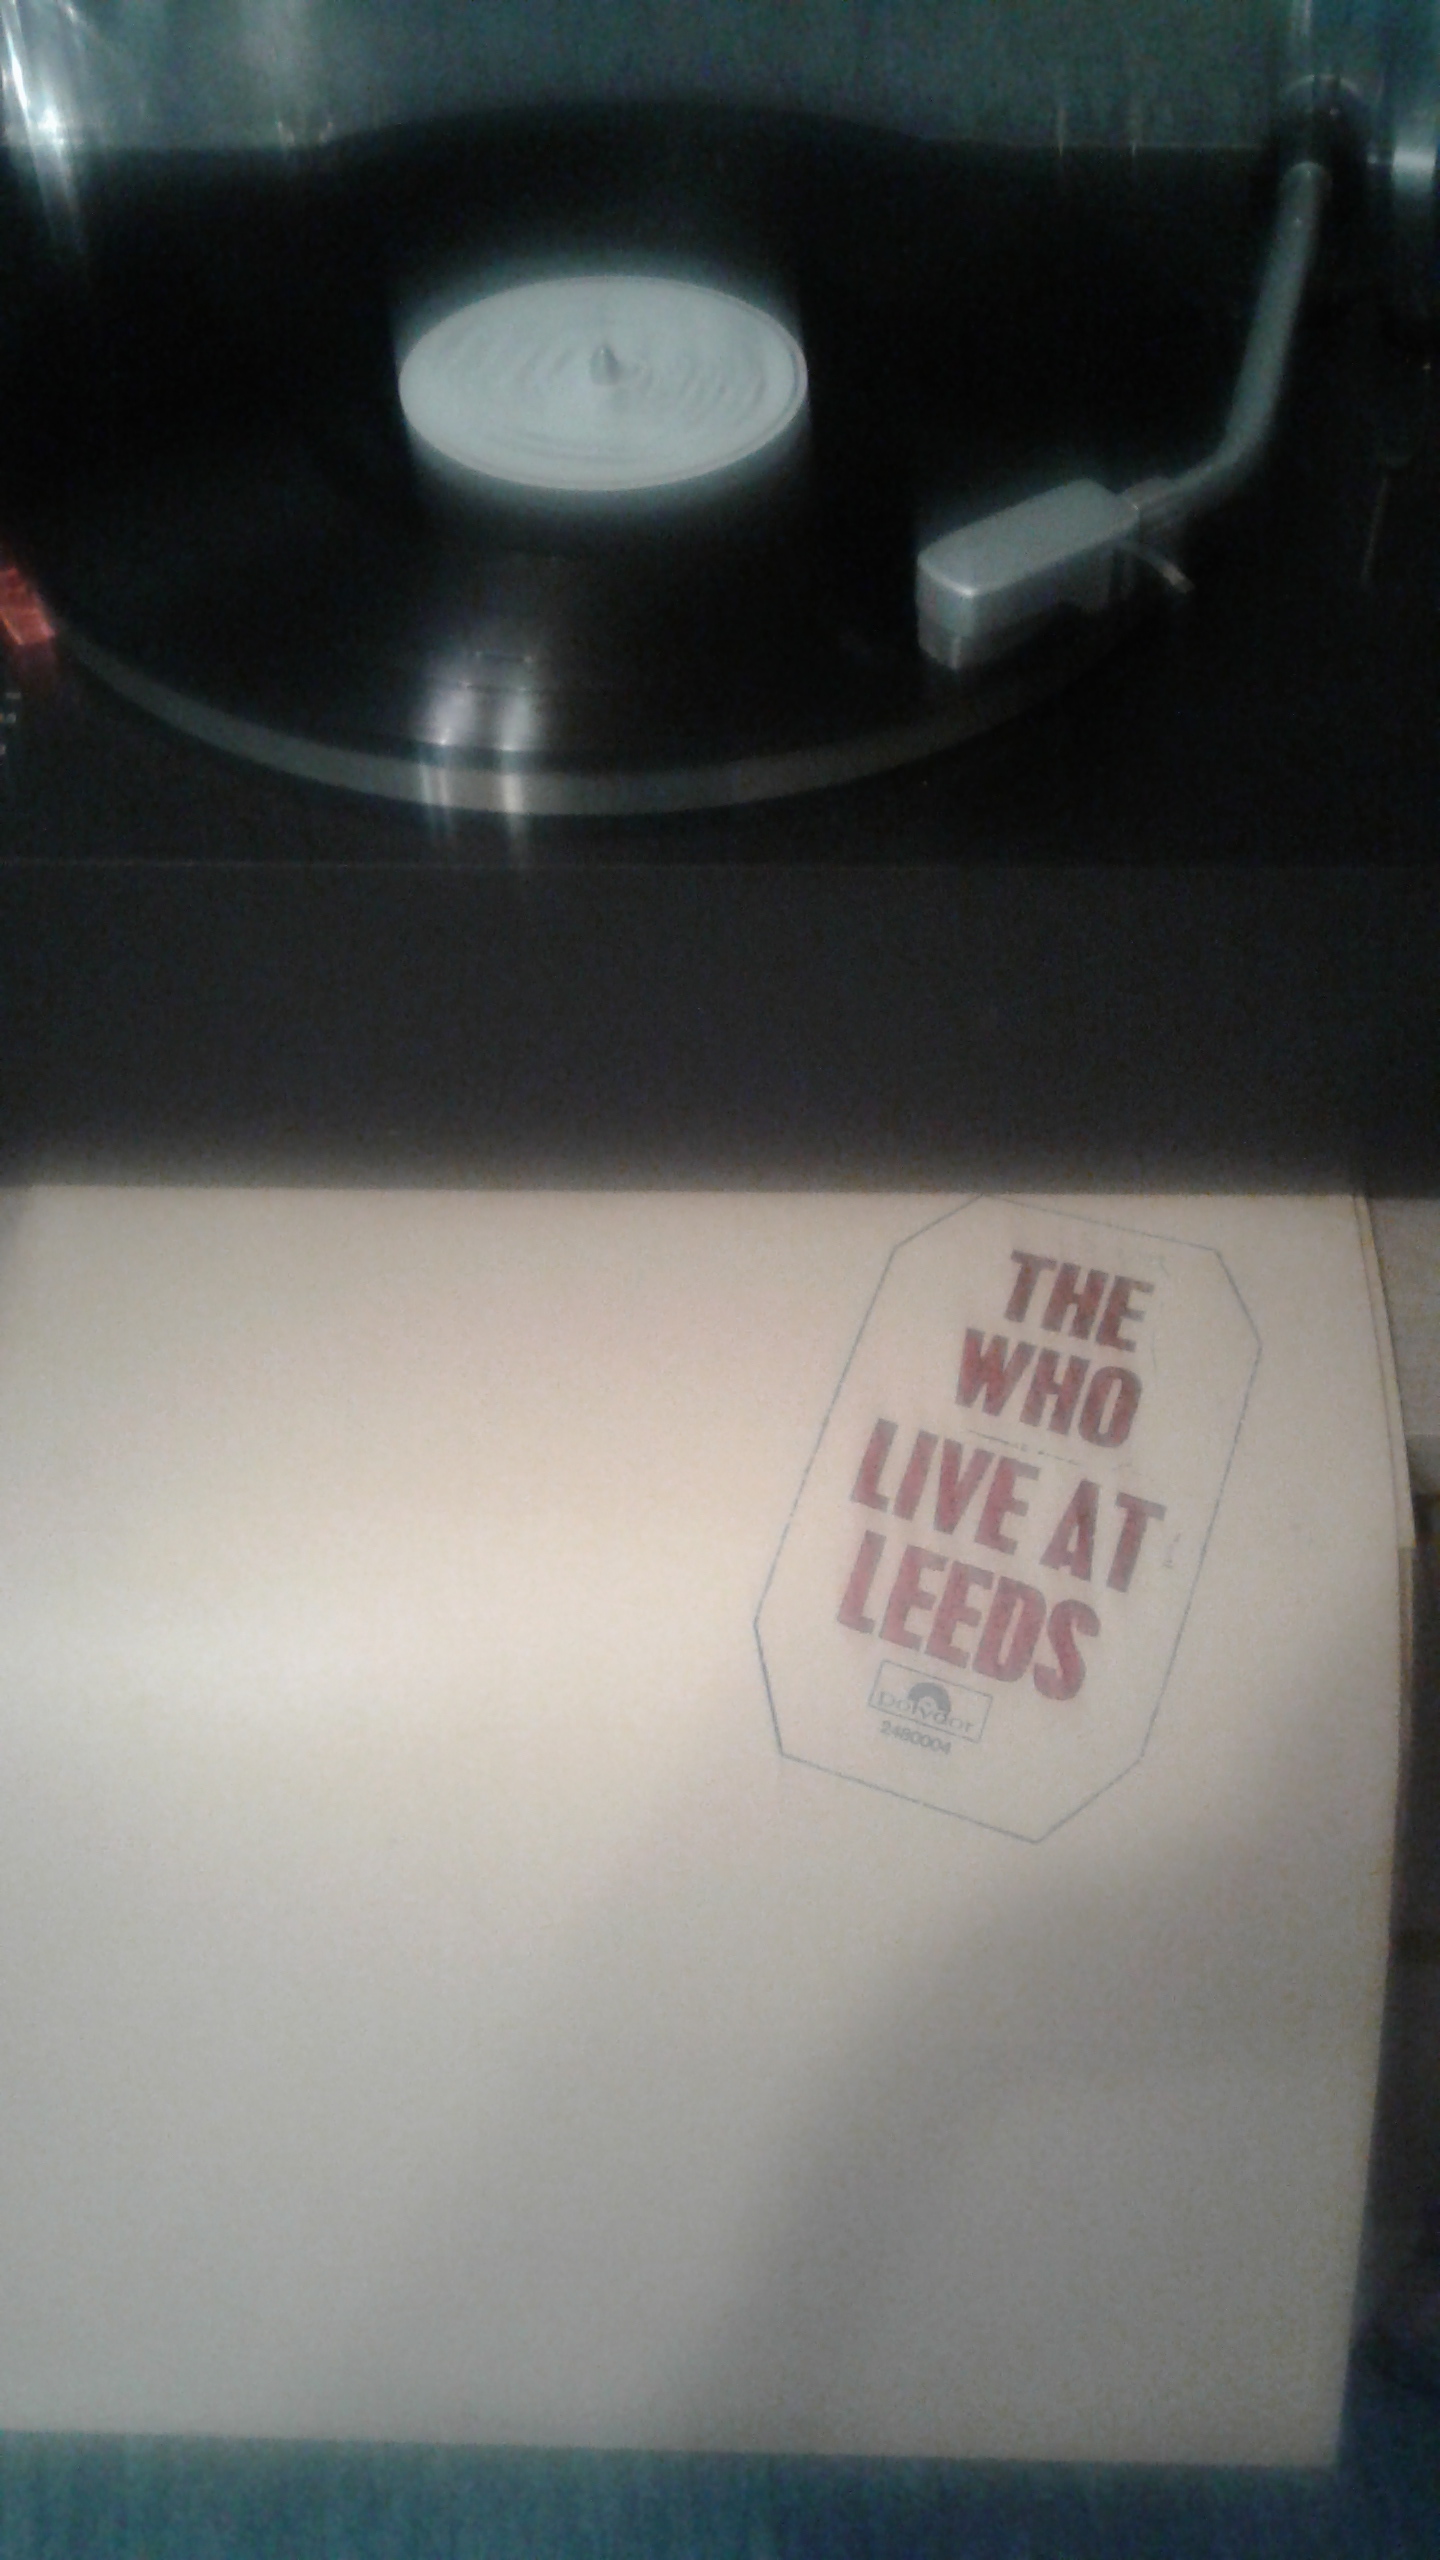 THE
WHO
LIVE AT
LEEDS
polydor
2480004